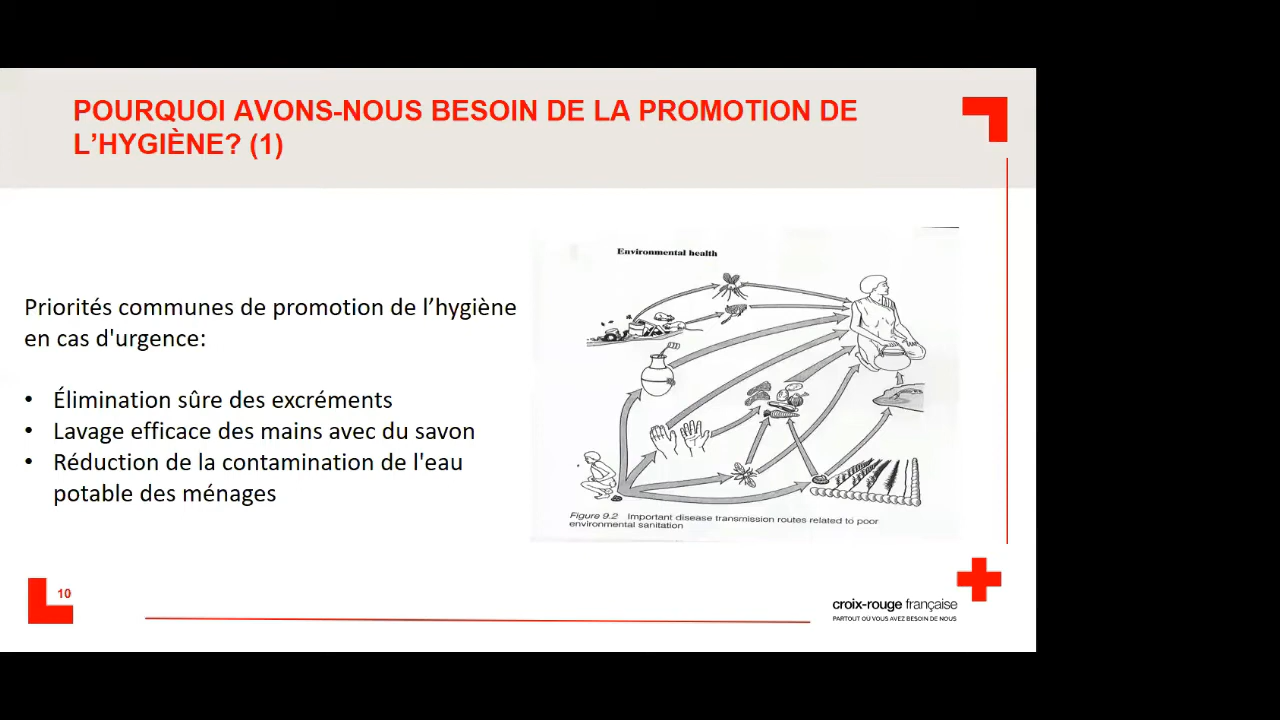 POURQUOI AVONS-NOUS BESOIN DE LA PROMOTION DE
L’HYGIÈNE? (1)
Priorités communes de promotion de l’hygiène
en cas d'urgence:
• Élimination sûre des excréments
• Lavage efficace des mains avec du savon
• Réduction de la contamination de l'eau
potable des ménages
Environmental health
Figure 9.2 Important disease transmission routes related to poor
environmental sanitation
10
croix-rouge française
PARTOUT OÙ VOUS AVEZ BESOIN DE NOUS